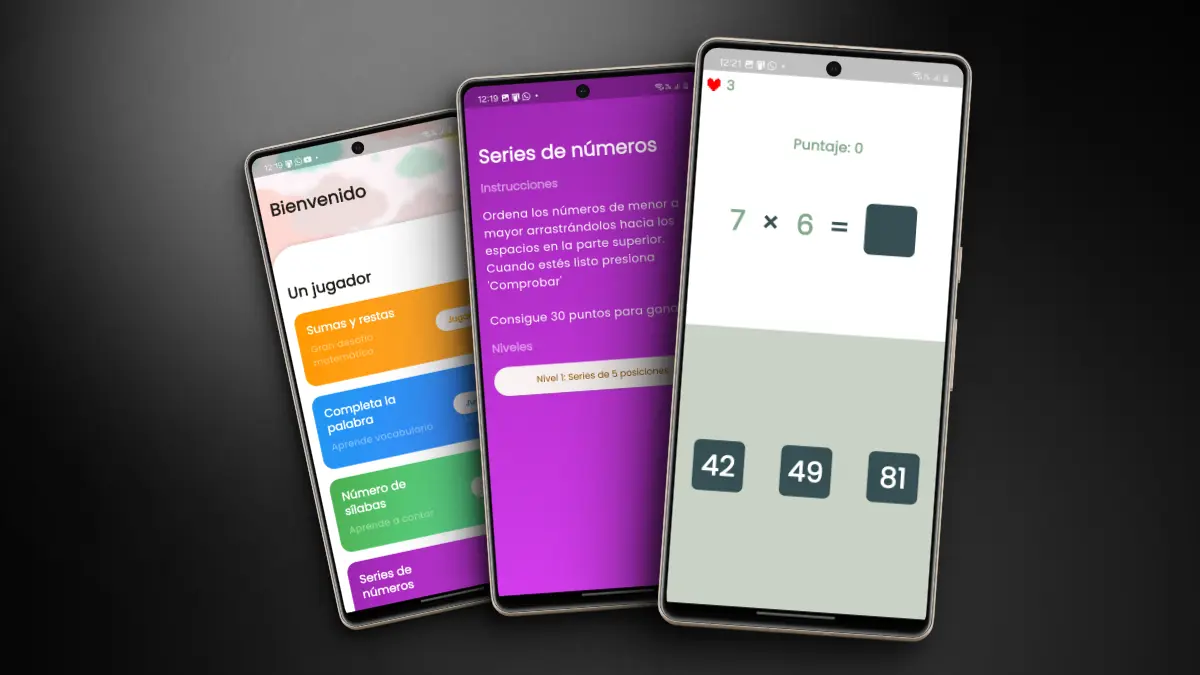 12:19
Bienvenido
Un jugador
Sumas y restas
Gran desafío
matemático
Completa la
palabra
Aprende vocabulario
Número de
sílabas
Aprende a contar
Series de
números
12:19
Series de números
Instrucciones
Ordena los números de menor a
mayor arrastrándolos hacia los
espacios en la parte superior.
Cuando estés listo presiona
'Comprobar'
Consigue 30 puntos para
Niveles
Nivel 1: Series de 5 posiciones
12:21
3
Puntaje: 0
7 × 6 =
42 49 81